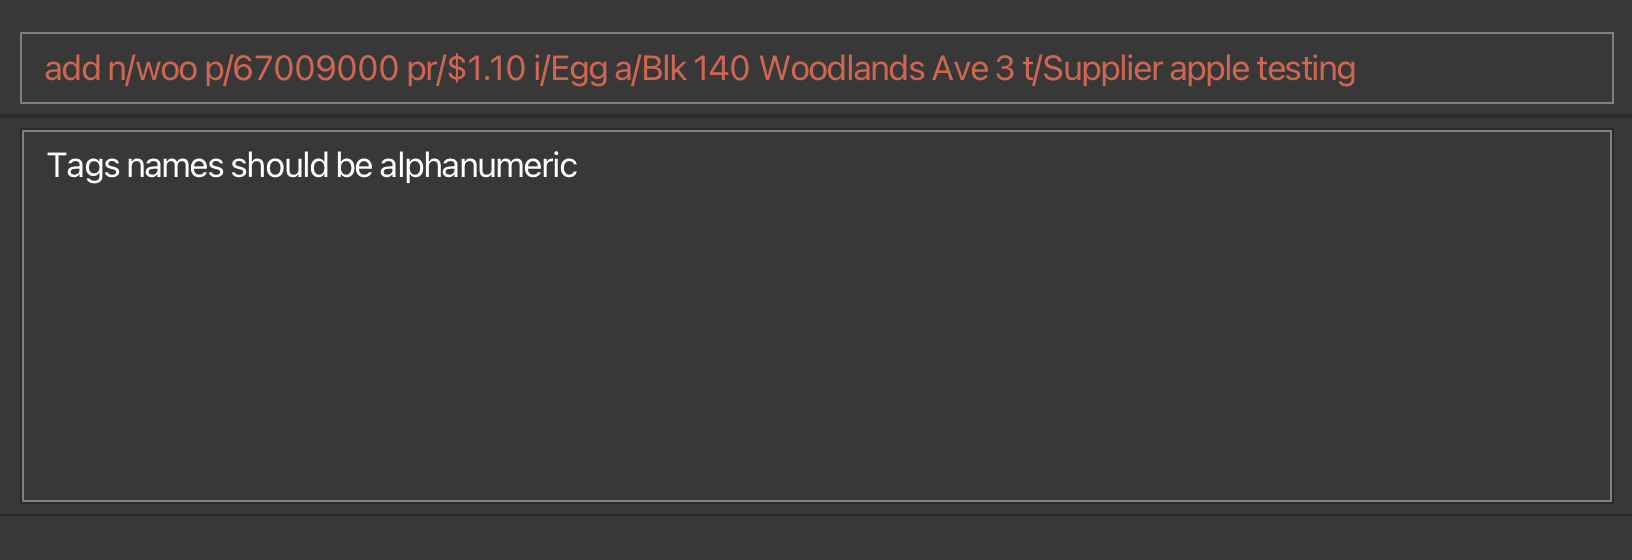 add n/woo p/67009000 pr/$1.10 i/Egg a/Blk 140 Woodlands Ave 3 t/Supplier apple testing
Tags names should be alphanumeric